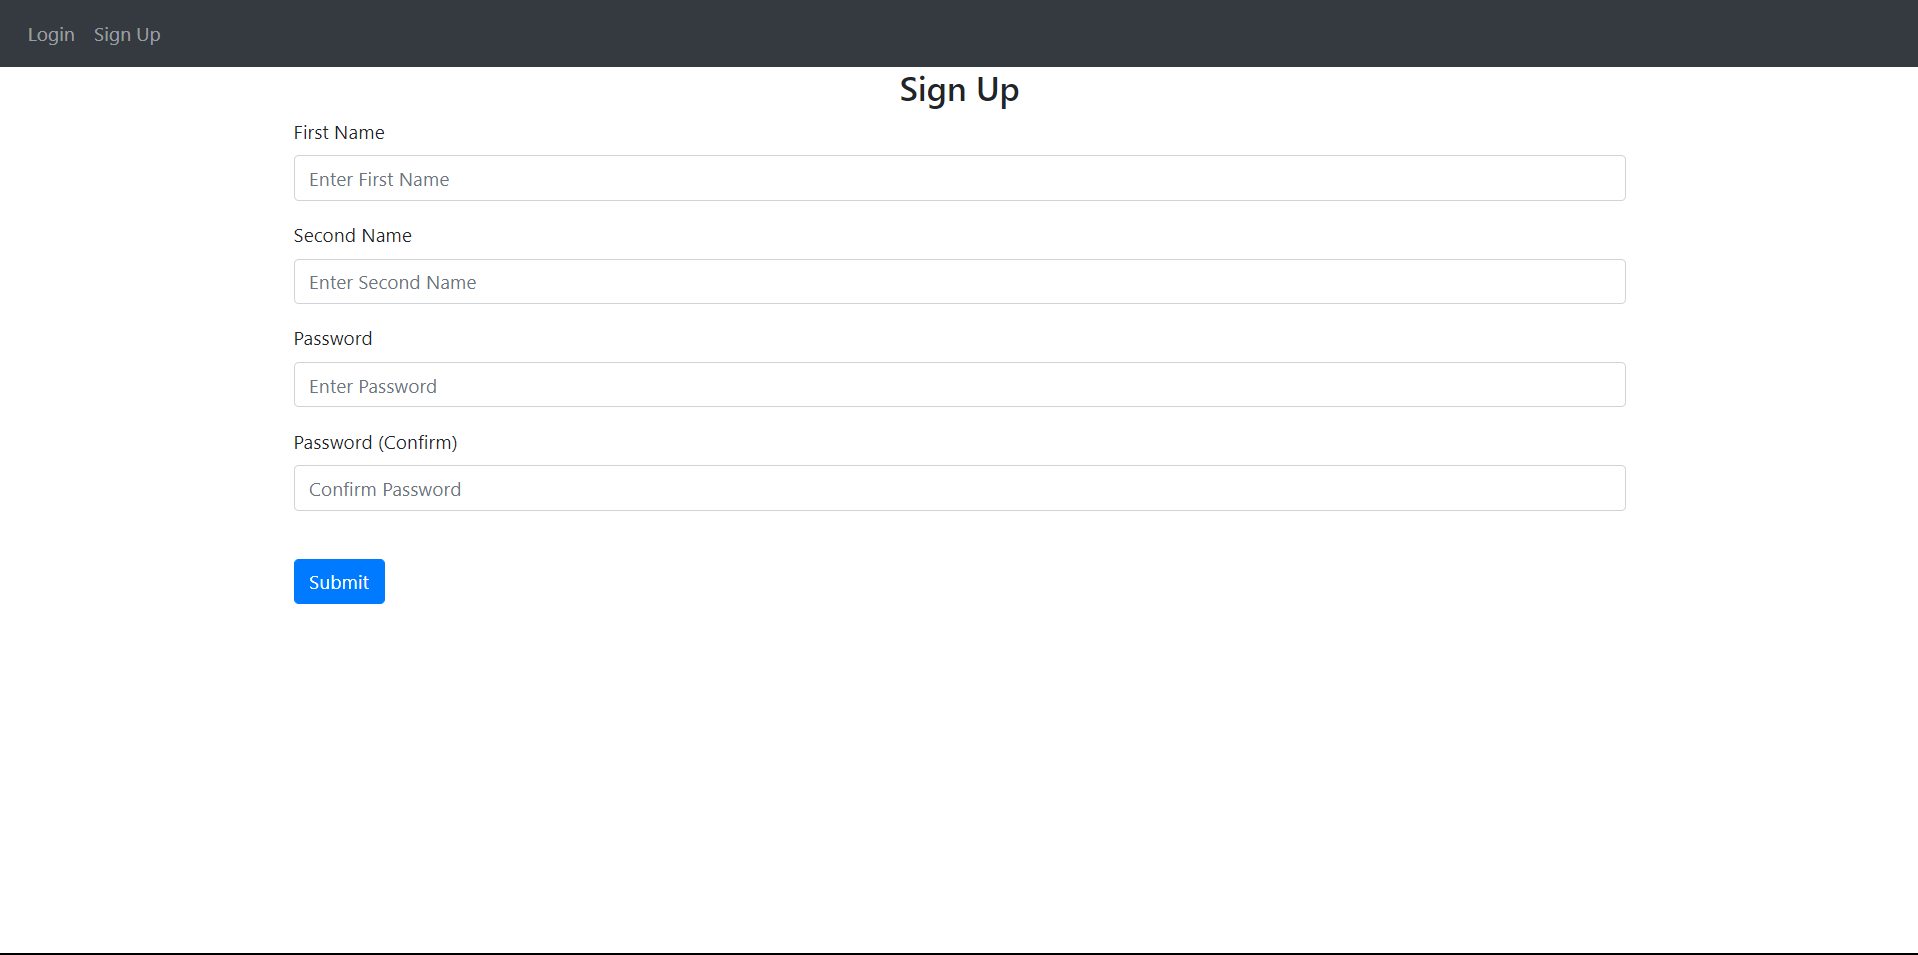 Login Sign Up
Sign Up
First Name
Enter First Name
Second Name
Enter Second Name
Password
Enter Password
Password (Confirm)
Confirm Password
Submit